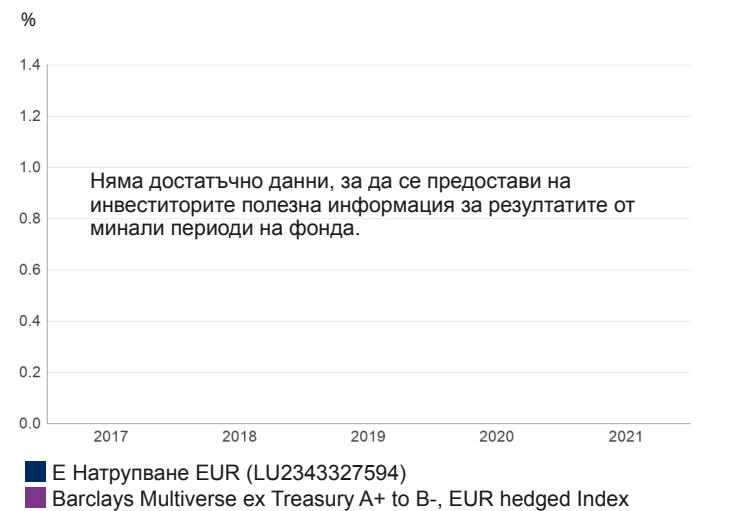 %
1.4
1.2
1.0
Няма достатъчно данни, за да се предостави на
инвеститорите полезна информация за резултатите от
0.8
минали периоди на фонда.
0.6
0.4
0.2
0.0
2017 2018 2019 2020 2021
Е Натрупване EUR (LU2343327594)
Barclays Multiverse ex Treasury A+ to B-, EUR hedged Index